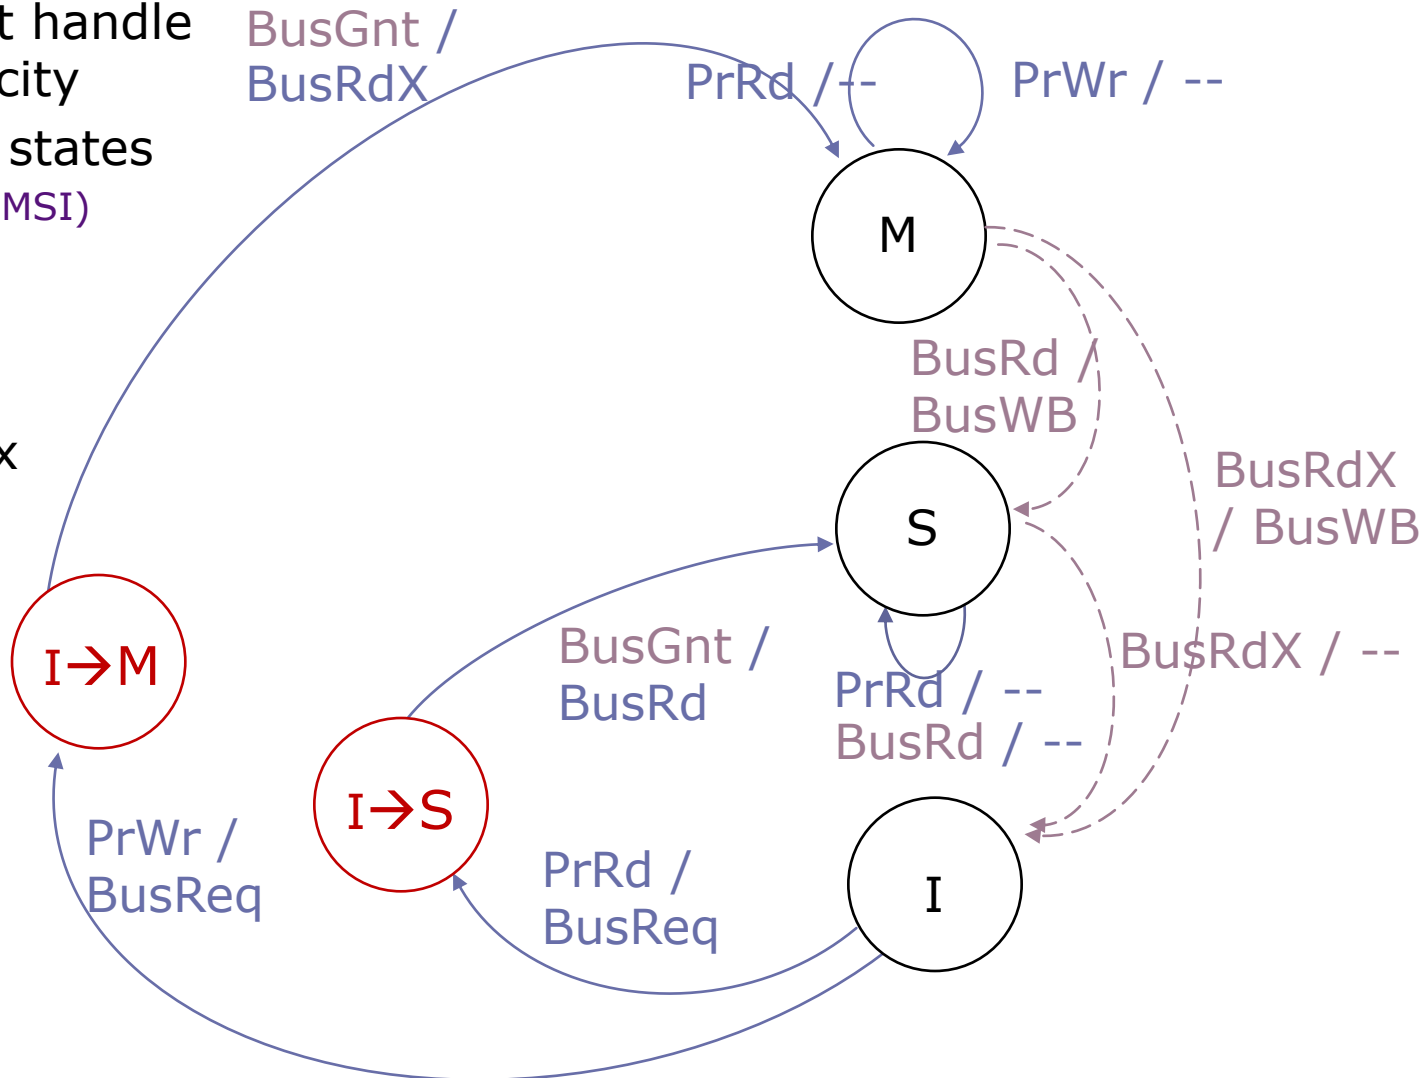 t handle
city
states
MSI)
x
BusGnt /
BusRdX
PrRd /--
PrWr / --
M
BusRd /
BusWB
BusRdX
/ BusWB
S
BusGnt /
BusRd
PrRd / --
BusRd / --
BusRdX / --
I→M
I→S
PrWr /
BusReq
PrRd /
BusReq
I